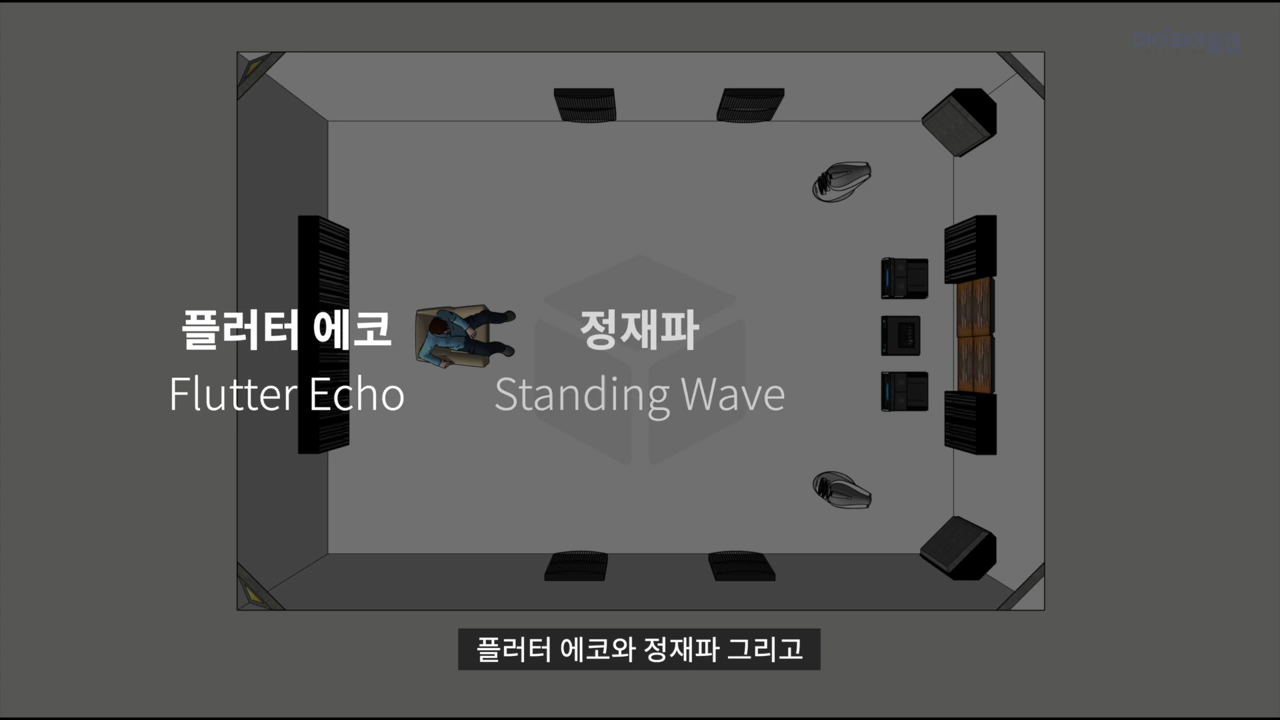 플러터 에코
Flutter Echo
정재파
Standing Wave
플러터 에코와 정재파 그리고